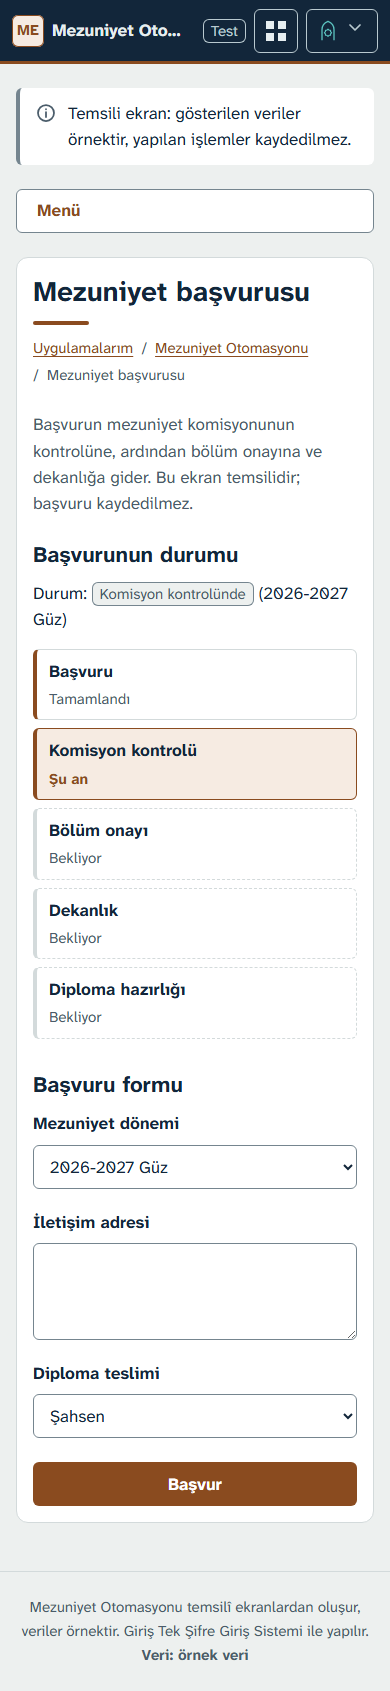 ME Mezuniyet Oto... Test
Temsili ekran: gösterilen veriler
örnektir, yapılan işlemler kaydedilmez.
Menü
Mezuniyet başvurusu
Uygulamalarım / Mezuniyet Otomasyonu
/ Mezuniyet başvurusu
Başvurun mezuniyet komisyonunun
kontrolüne, ardından bölüm onayına ve
dekanlığa gider. Bu ekran temsilidir;
başvuru kaydedilmez.
Başvurunun durumu
Durum: Komisyon kontrolünde (2026-2027
Güz)
Başvuru
Tamamlandı
Komisyon kontrolü
Şu an
Bölüm onayı
Bekliyor
Dekanlık
Bekliyor
Diploma hazırlığı
Bekliyor
Başvuru formu
Mezuniyet dönemi
2026-2027 Güz
İletişim adresi
Diploma teslimi
Şahsen
Başvur
Mezuniyet Otomasyonu temsilî ekranlardan oluşur,
veriler örnektir. Giriş Tek Şifre Giriş Sistemi ile yapılır.
Veri: örnek veri